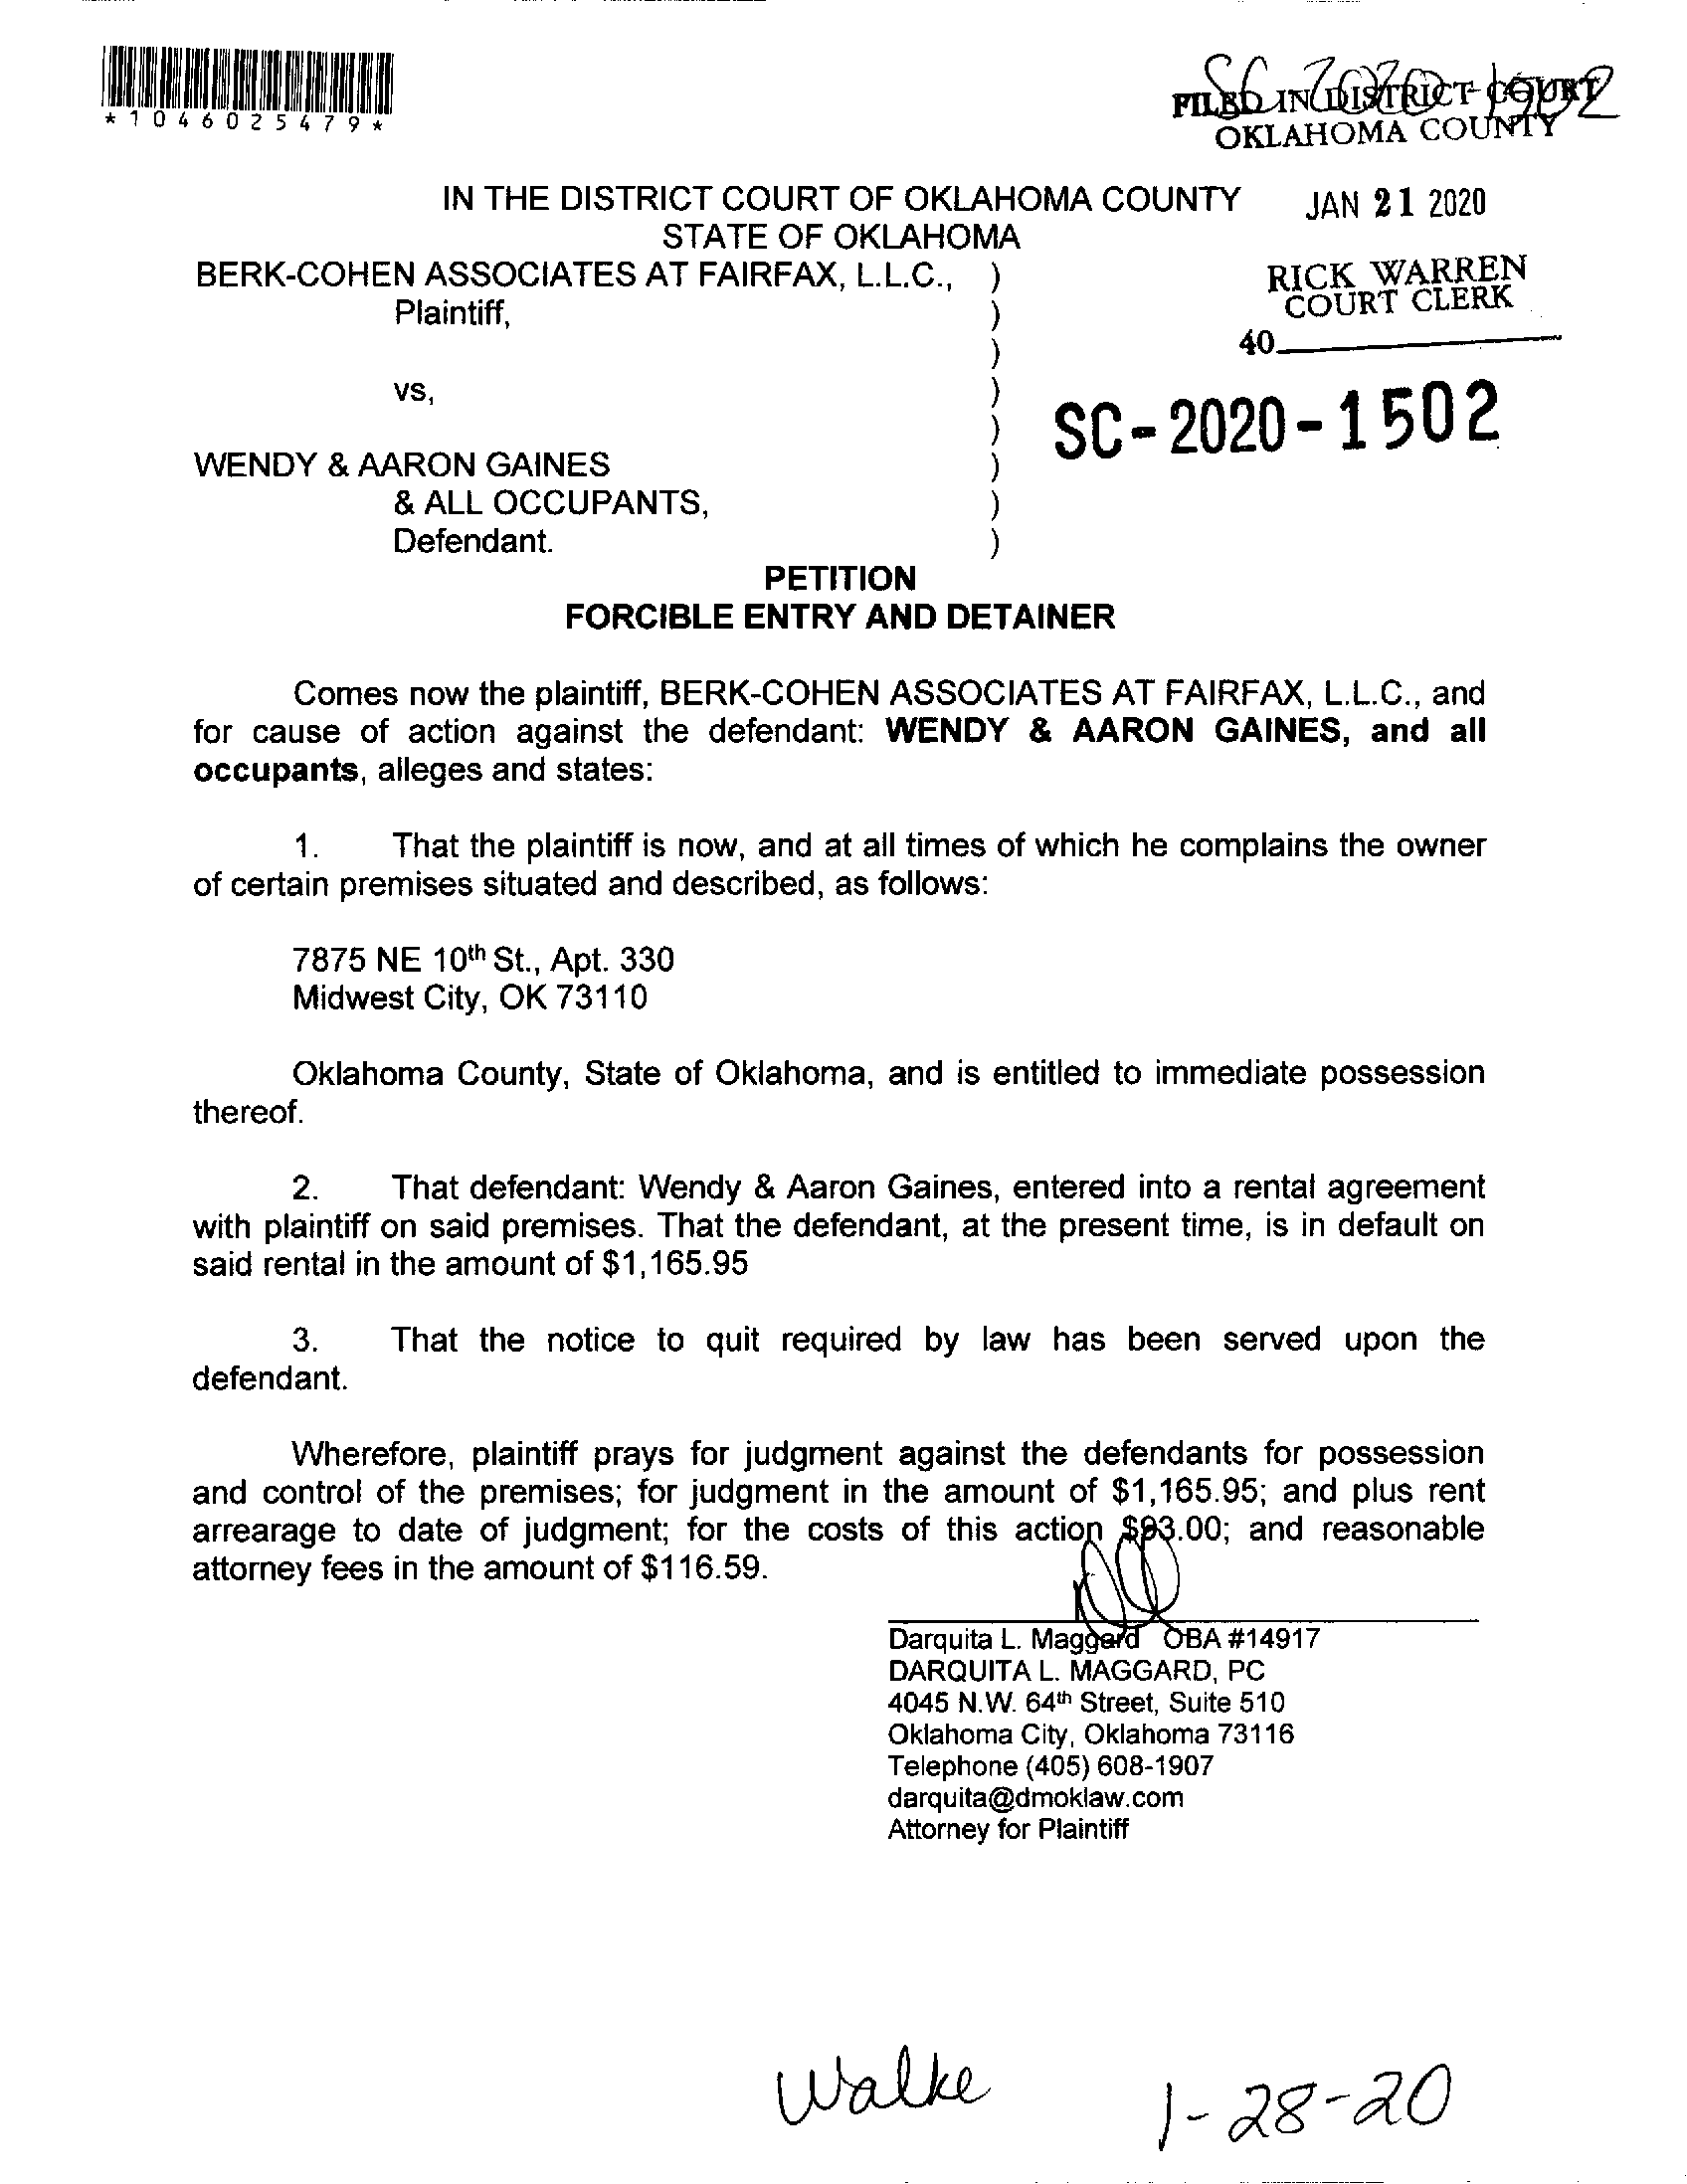 SC-2020-1502
FILED IN DISTRICT COURT
OKLAHOMA COUNTY
*1046025479*
IN THE DISTRICT COURT OF OKLAHOMA COUNTY
JAN 21 2020
STATE OF OKLAHOMA
BERK-COHEN ASSOCIATES AT FAIRFAX, L.L.C., )
RICK WARREN
COURT CLERK
Plaintiff, )
)
40
vs, )
)
SC-2020-1502
WENDY & AARON GAINES )
& ALL OCCUPANTS, )
Defendant. )
PETITION
FORCIBLE ENTRY AND DETAINER
Comes now the plaintiff, BERK-COHEN ASSOCIATES AT FAIRFAX, L.L.C., and
for cause of action against the defendant: WENDY & AARON GAINES, and all
occupants, alleges and states:
1. That the plaintiff is now, and at all times of which he complains the owner
of certain premises situated and described, as follows:
7875 NE 10th St., Apt. 330
Midwest City, OK 73110
Oklahoma County, State of Oklahoma, and is entitled to immediate possession
thereof.
2. That defendant: Wendy & Aaron Gaines, entered into a rental agreement
with plaintiff on said premises. That the defendant, at the present time, is in default on
said rental in the amount of $1,165.95
3. That the notice to quit required by law has been served upon the
defendant.
Wherefore, plaintiff prays for judgment against the defendants for possession
and control of the premises; for judgment in the amount of $1,165.95; and plus rent
arrearage to date of judgment; for the costs of this action $93.00; and reasonable
attorney fees in the amount of $116.59.
Darquita L. Maggard OBA #14917
DARQUITA L. MAGGARD, PC
4045 N.W. 64th Street, Suite 510
Oklahoma City, Oklahoma 73116
Telephone (405) 608-1907
darquita@dmoklaw.com
Attorney for Plaintiff
Walke
1-28-20